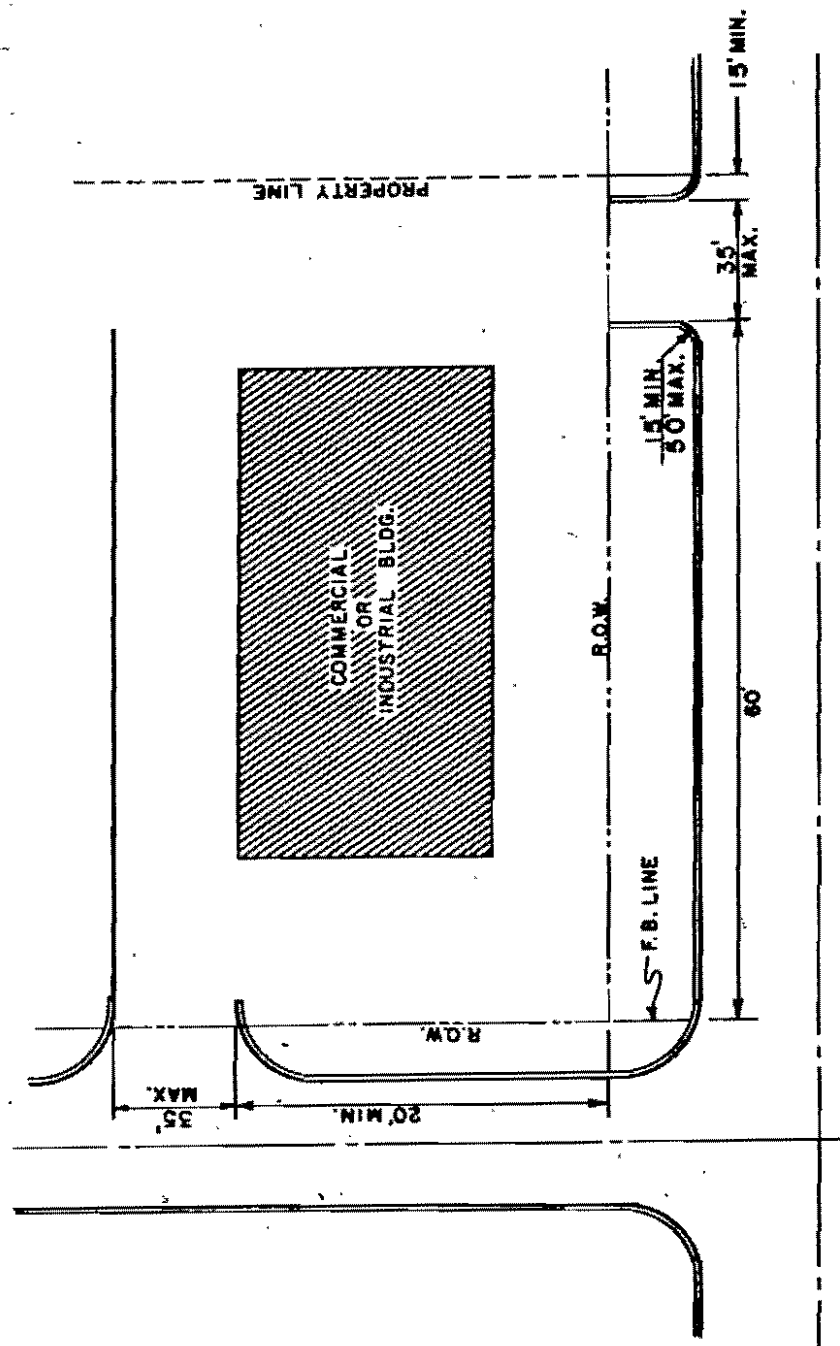 15' MIN.
PROPERTY LINE
35'
MAX.
15' MIN.
50' MAX.
COMMERCIAL
OR
INDUSTRIAL BLDG.
R.O.W.
60'
F.B. LINE
R.O.W.
35'
MAX.
20' MIN.